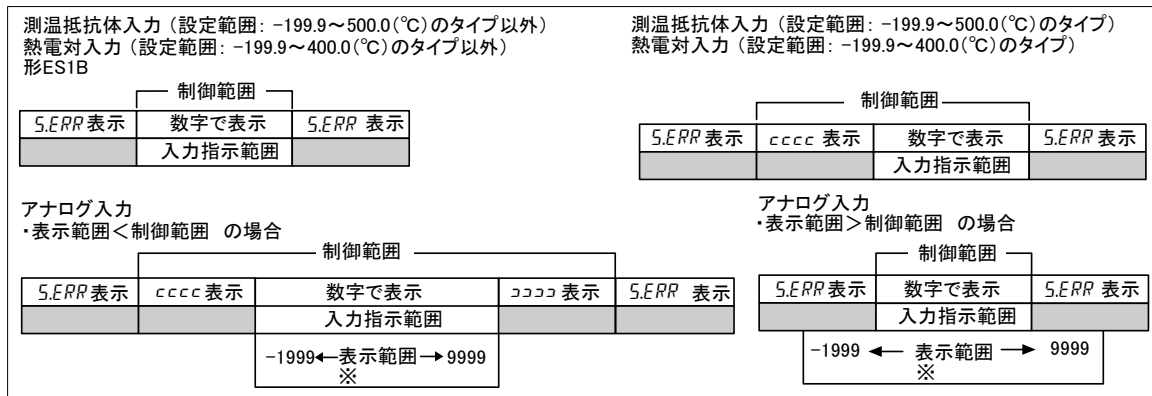 測温抵抗体入力（設定範囲：-199.9～500.0(℃)のタイプ以外）
熱電対入力（設定範囲：-199.9～400.0(℃)のタイプ以外）
形ES1B
制御範囲
S.ERR 表示 数字で表示 S.ERR 表示
入力指示範囲
測温抵抗体入力（設定範囲：-199.9～500.0(℃)のタイプ）
熱電対入力（設定範囲：-199.9～400.0(℃)のタイプ）
制御範囲
S.ERR 表示 cccc 表示 数字で表示 S.ERR 表示
入力指示範囲
アナログ入力
・表示範囲＜制御範囲 の場合
制御範囲
S.ERR 表示 cccc 表示 数字で表示 ככככ 表示 S.ERR 表示
入力指示範囲
-1999←表示範囲→9999
※
アナログ入力
・表示範囲＞制御範囲 の場合
制御範囲
S.ERR 表示 数字で表示 S.ERR 表示
入力指示範囲
-1999 ← 表示範囲 → 9999
※